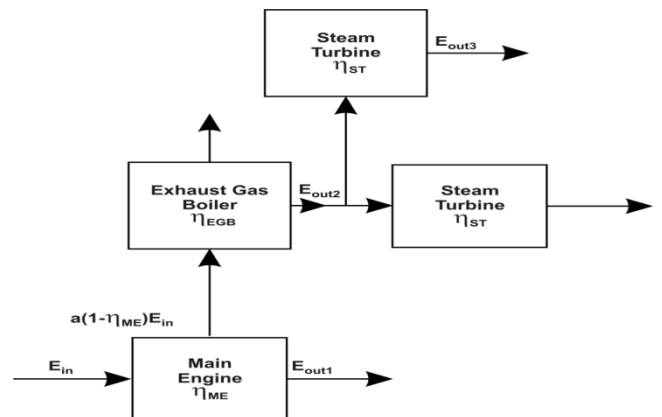 Steam
Turbine
ηST
Eout3
Exhaust Gas
Boiler
ηEGB
Eout2
Steam
Turbine
ηST
a(1-ηME)Ein
Ein
Main
Engine
ηME
Eout1